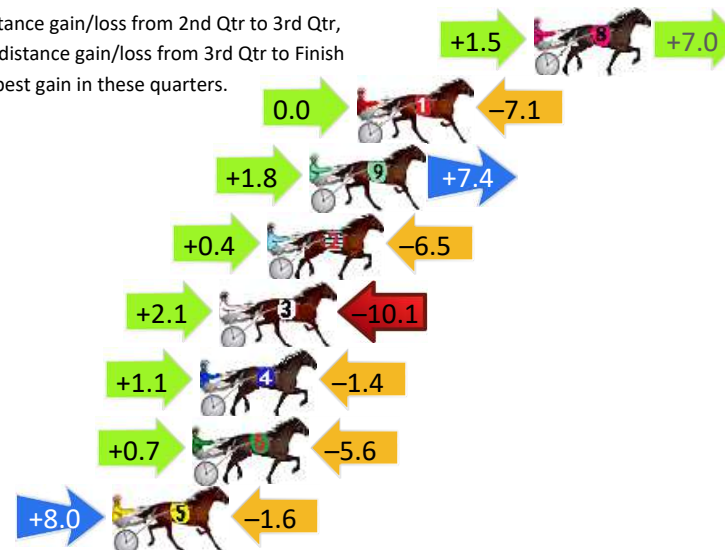 tance gain/loss from 2nd Qtr to 3rd Qtr,
distance gain/loss from 3rd Qtr to Finish
best gain in these quarters.
+1.5 8 +7.0
0.0 1 –7.1
+1.8 9 +7.4
+0.4 2 –6.5
+2.1 3 –10.1
+1.1 4 –1.4
+0.7 6 –5.6
+8.0 5 –1.6